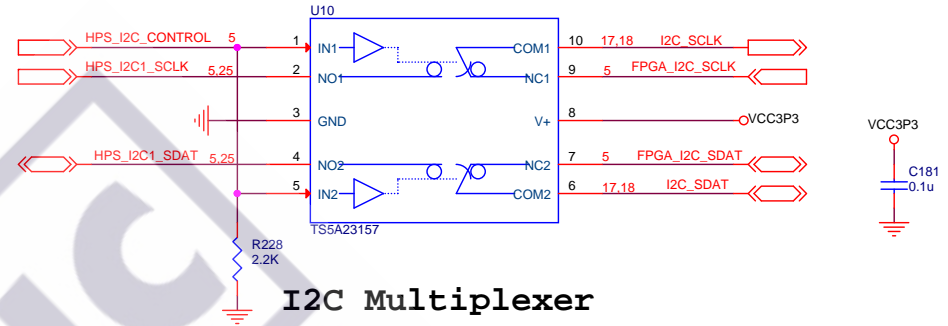 U10
HPS_I2C_CONTROL 5 1 IN1 COM1 10 17,18 I2C_SCLK
HPS_I2C1_SCLK 5,25 2 NO1 NC1 9 5 FPGA_I2C_SCLK
3 GND V+ 8 VCC3P3
VCC3P3
HPS_I2C1_SDAT 5,25 4 NO2 NC2 7 5 FPGA_I2C_SDAT
C181
0.1u
5 IN2 COM2 6 17,18 I2C_SDAT
TS5A23157
R228
2.2K
I2C Multiplexer